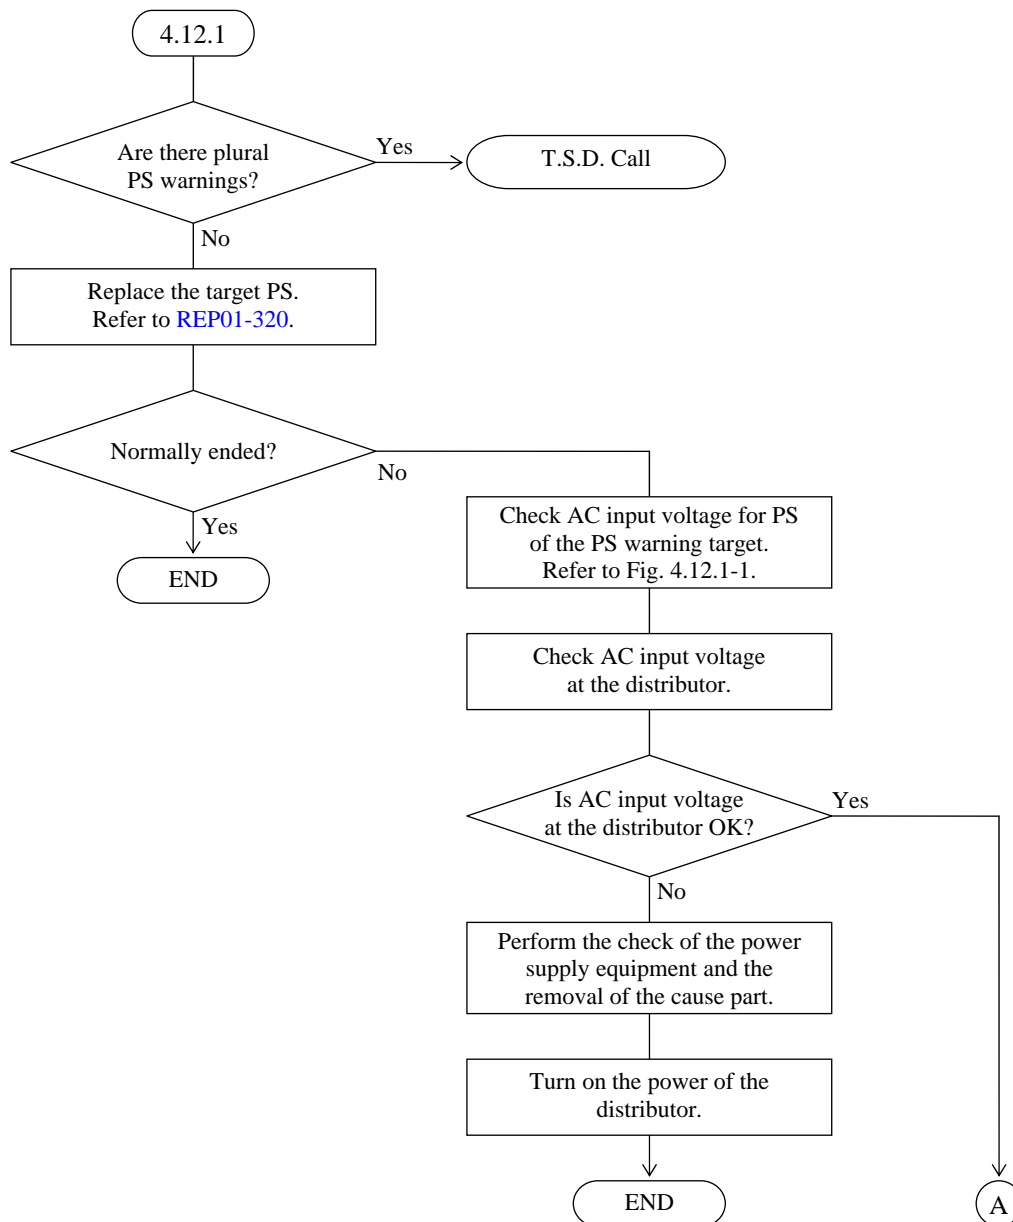 4.12.1
Are there plural
PS warnings?
Yes
T.S.D. Call
No
Replace the target PS.
Refer to REP01-320.
Normally ended?
No
Yes
END
Check AC input voltage for PS
of the PS warning target.
Refer to Fig. 4.12.1-1.
Check AC input voltage
at the distributor.
Is AC input voltage
at the distributor OK?
Yes
No
Perform the check of the power
supply equipment and the
removal of the cause part.
Turn on the power of the
distributor.
END
A